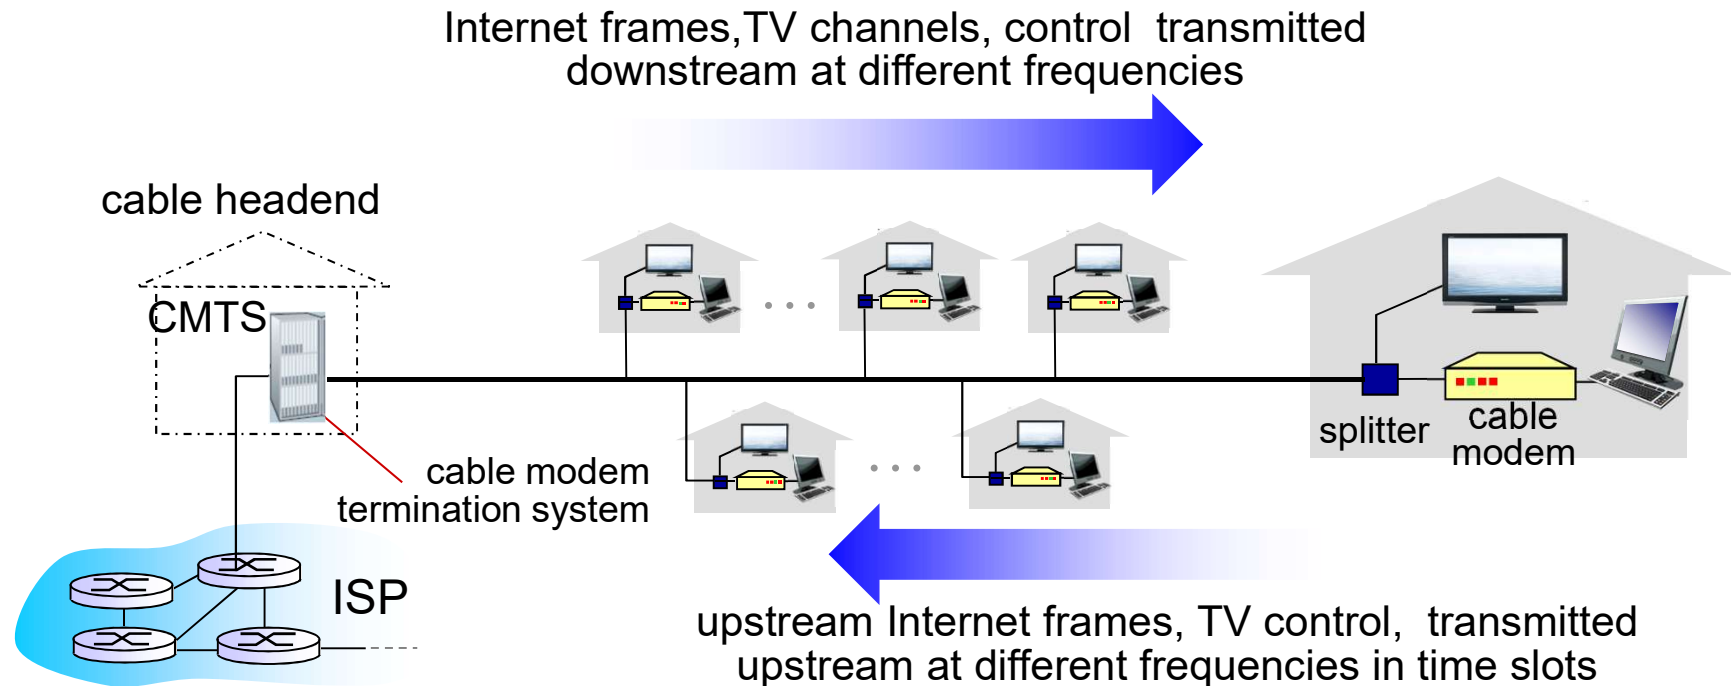 Internet frames,TV channels, control  transmitted
downstream at different frequencies
cable headend
CMTS
splitter
cable
modem
cable modem
termination system
ISP
upstream Internet frames, TV control,  transmitted
upstream at different frequencies in time slots